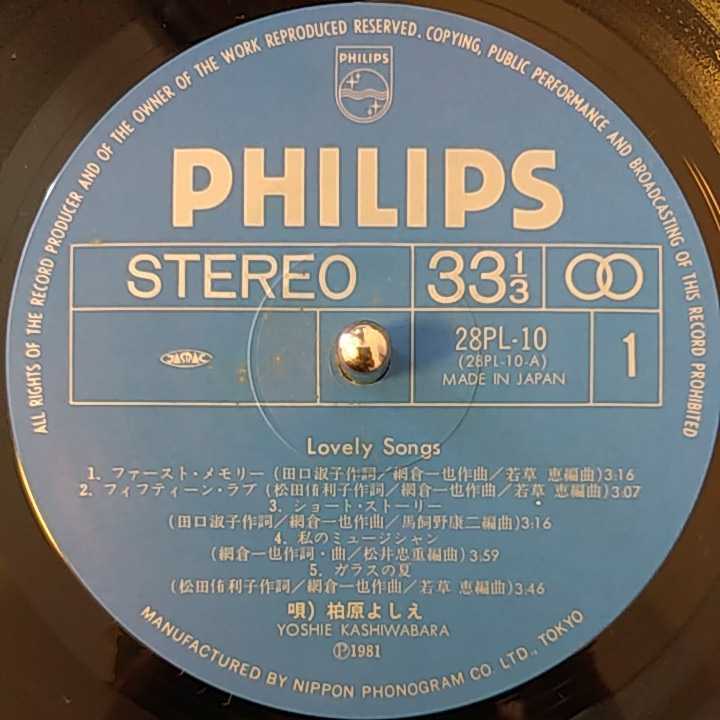 ALL RIGHTS OF THE RECORD PRODUCER AND OF THE OWNER OF THE WORK REPRODUCED RESERVED. COPYING, PUBLIC PERFORMANCE AND BROADCASTING OF THIS RECORD PROHIBITED
PHILIPS
PHILIPS
STEREO 33⅓
JASRAC
28PL-10
(28PL-10-A)
MADE IN JAPAN
1
Lovely Songs
1. ファースト・メモリー(田口淑子作詞/網倉一也作曲/若草 恵編曲)3:16
2. フィフティーン・ラブ(松田侑利子作詞/網倉一也作曲/若草 恵編曲)3:07
3. ショート・ストーリー
(田口淑子作詞/網倉一也作曲/馬飼野康二編曲)3:16
4. 私のミュージシャン
(網倉一也作詞・曲/松井忠重編曲)3:59
5. ガラスの夏
(松田侑利子作詞/網倉一也作曲/若草 恵編曲)3:46
唄) 柏原よしえ
YOSHIE KASHIWABARA
Ⓟ1981
MANUFACTURED BY NIPPON PHONOGRAM CO. LTD., TOKYO